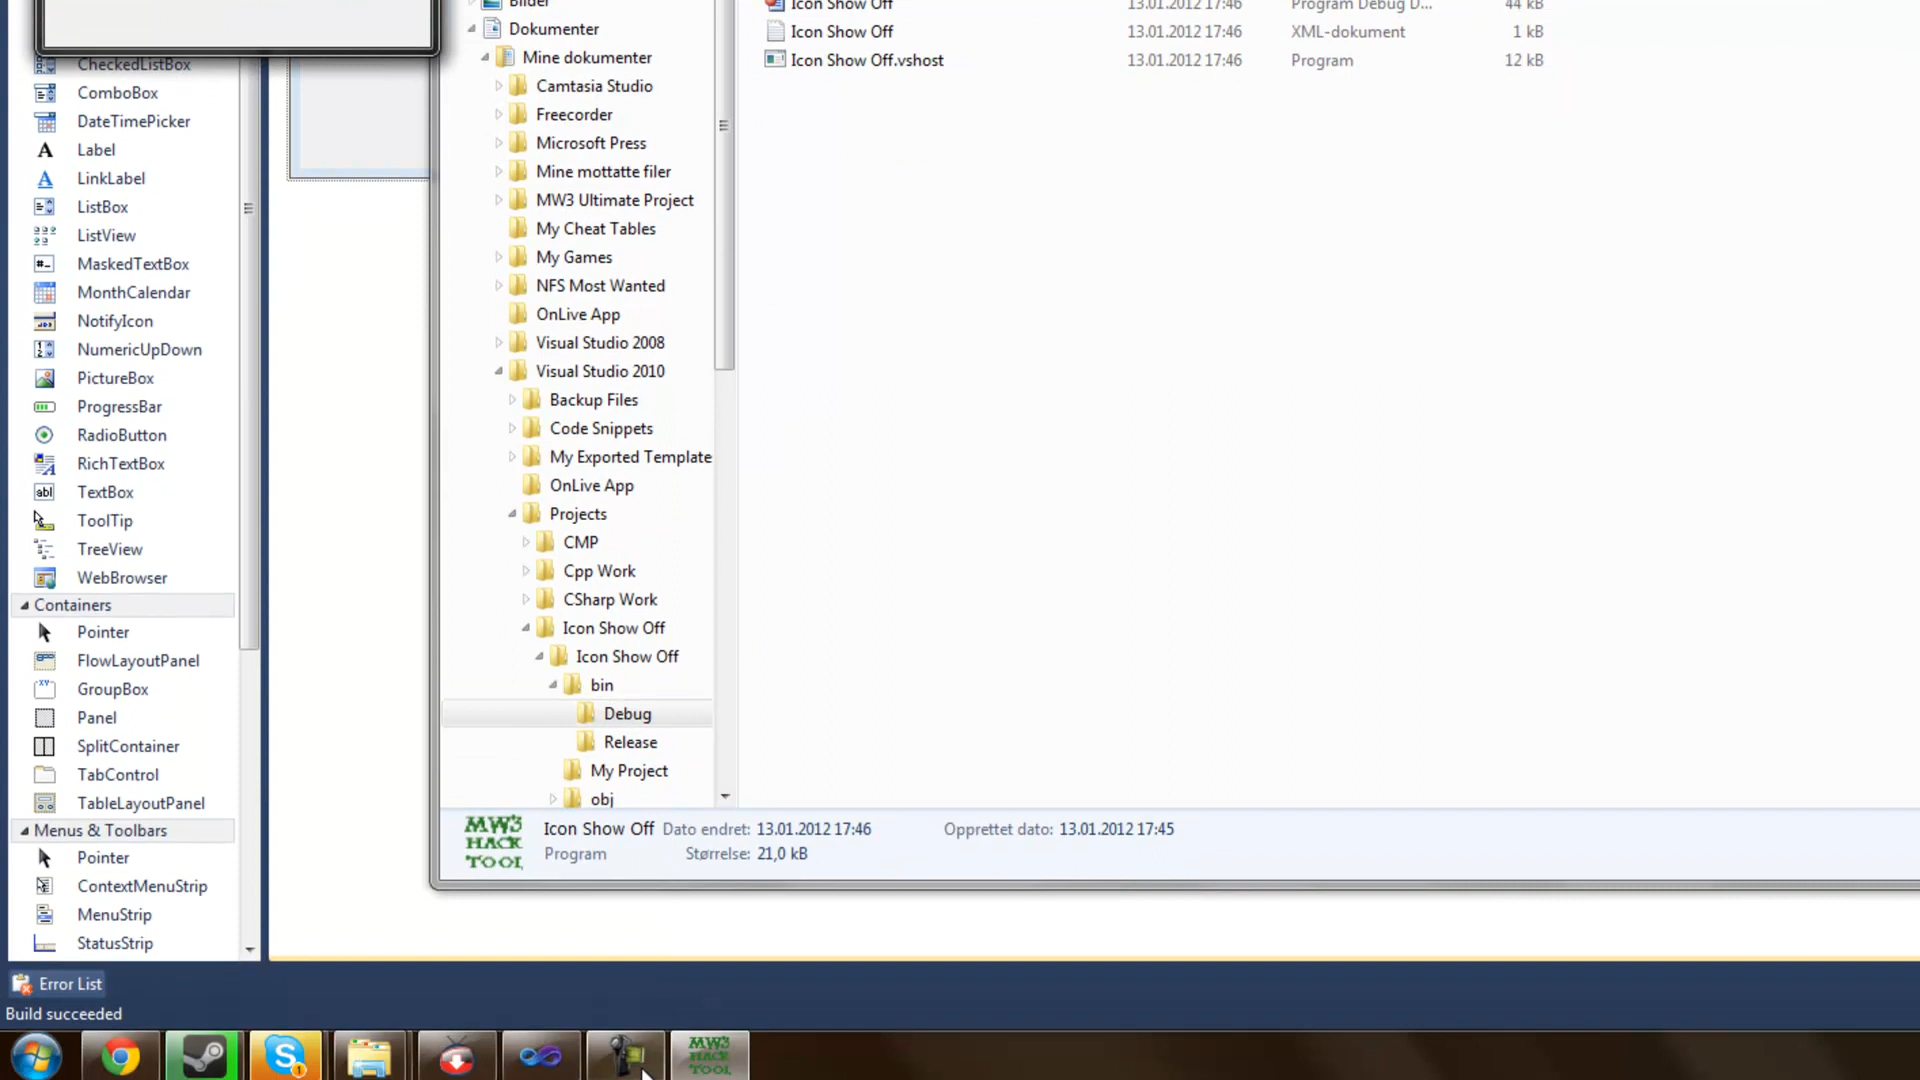 CheckedListBox
ComboBox
DateTimePicker
Label
LinkLabel
ListBox
ListView
MaskedTextBox
MonthCalendar
NotifyIcon
NumericUpDown
PictureBox
ProgressBar
RadioButton
RichTextBox
TextBox
ToolTip
TreeView
WebBrowser
Containers
Pointer
FlowLayoutPanel
GroupBox
Panel
SplitContainer
TabControl
TableLayoutPanel
Menus & Toolbars
Pointer
ContextMenuStrip
MenuStrip
StatusStrip
Bilder
Dokumenter
Mine dokumenter
Camtasia Studio
Freecorder
Microsoft Press
Mine mottatte filer
MW3 Ultimate Project
My Cheat Tables
My Games
NFS Most Wanted
OnLive App
Visual Studio 2008
Visual Studio 2010
Backup Files
Code Snippets
My Exported Template
OnLive App
Projects
CMP
Cpp Work
CSharp Work
Icon Show Off
Icon Show Off
bin
Debug
Release
My Project
obj
Icon Show Off 13.01.2012 17:46 Program Debug D... 44 kB
Icon Show Off 13.01.2012 17:46 XML-dokument 1 kB
Icon Show Off.vshost 13.01.2012 17:46 Program 12 kB
MW3
HACK
TOOL
Icon Show Off Dato endret: 13.01.2012 17:46 Opprettet dato: 13.01.2012 17:45
Program Størrelse: 21,0 kB
Error List
Build succeeded
MW3
HACK
TOOL